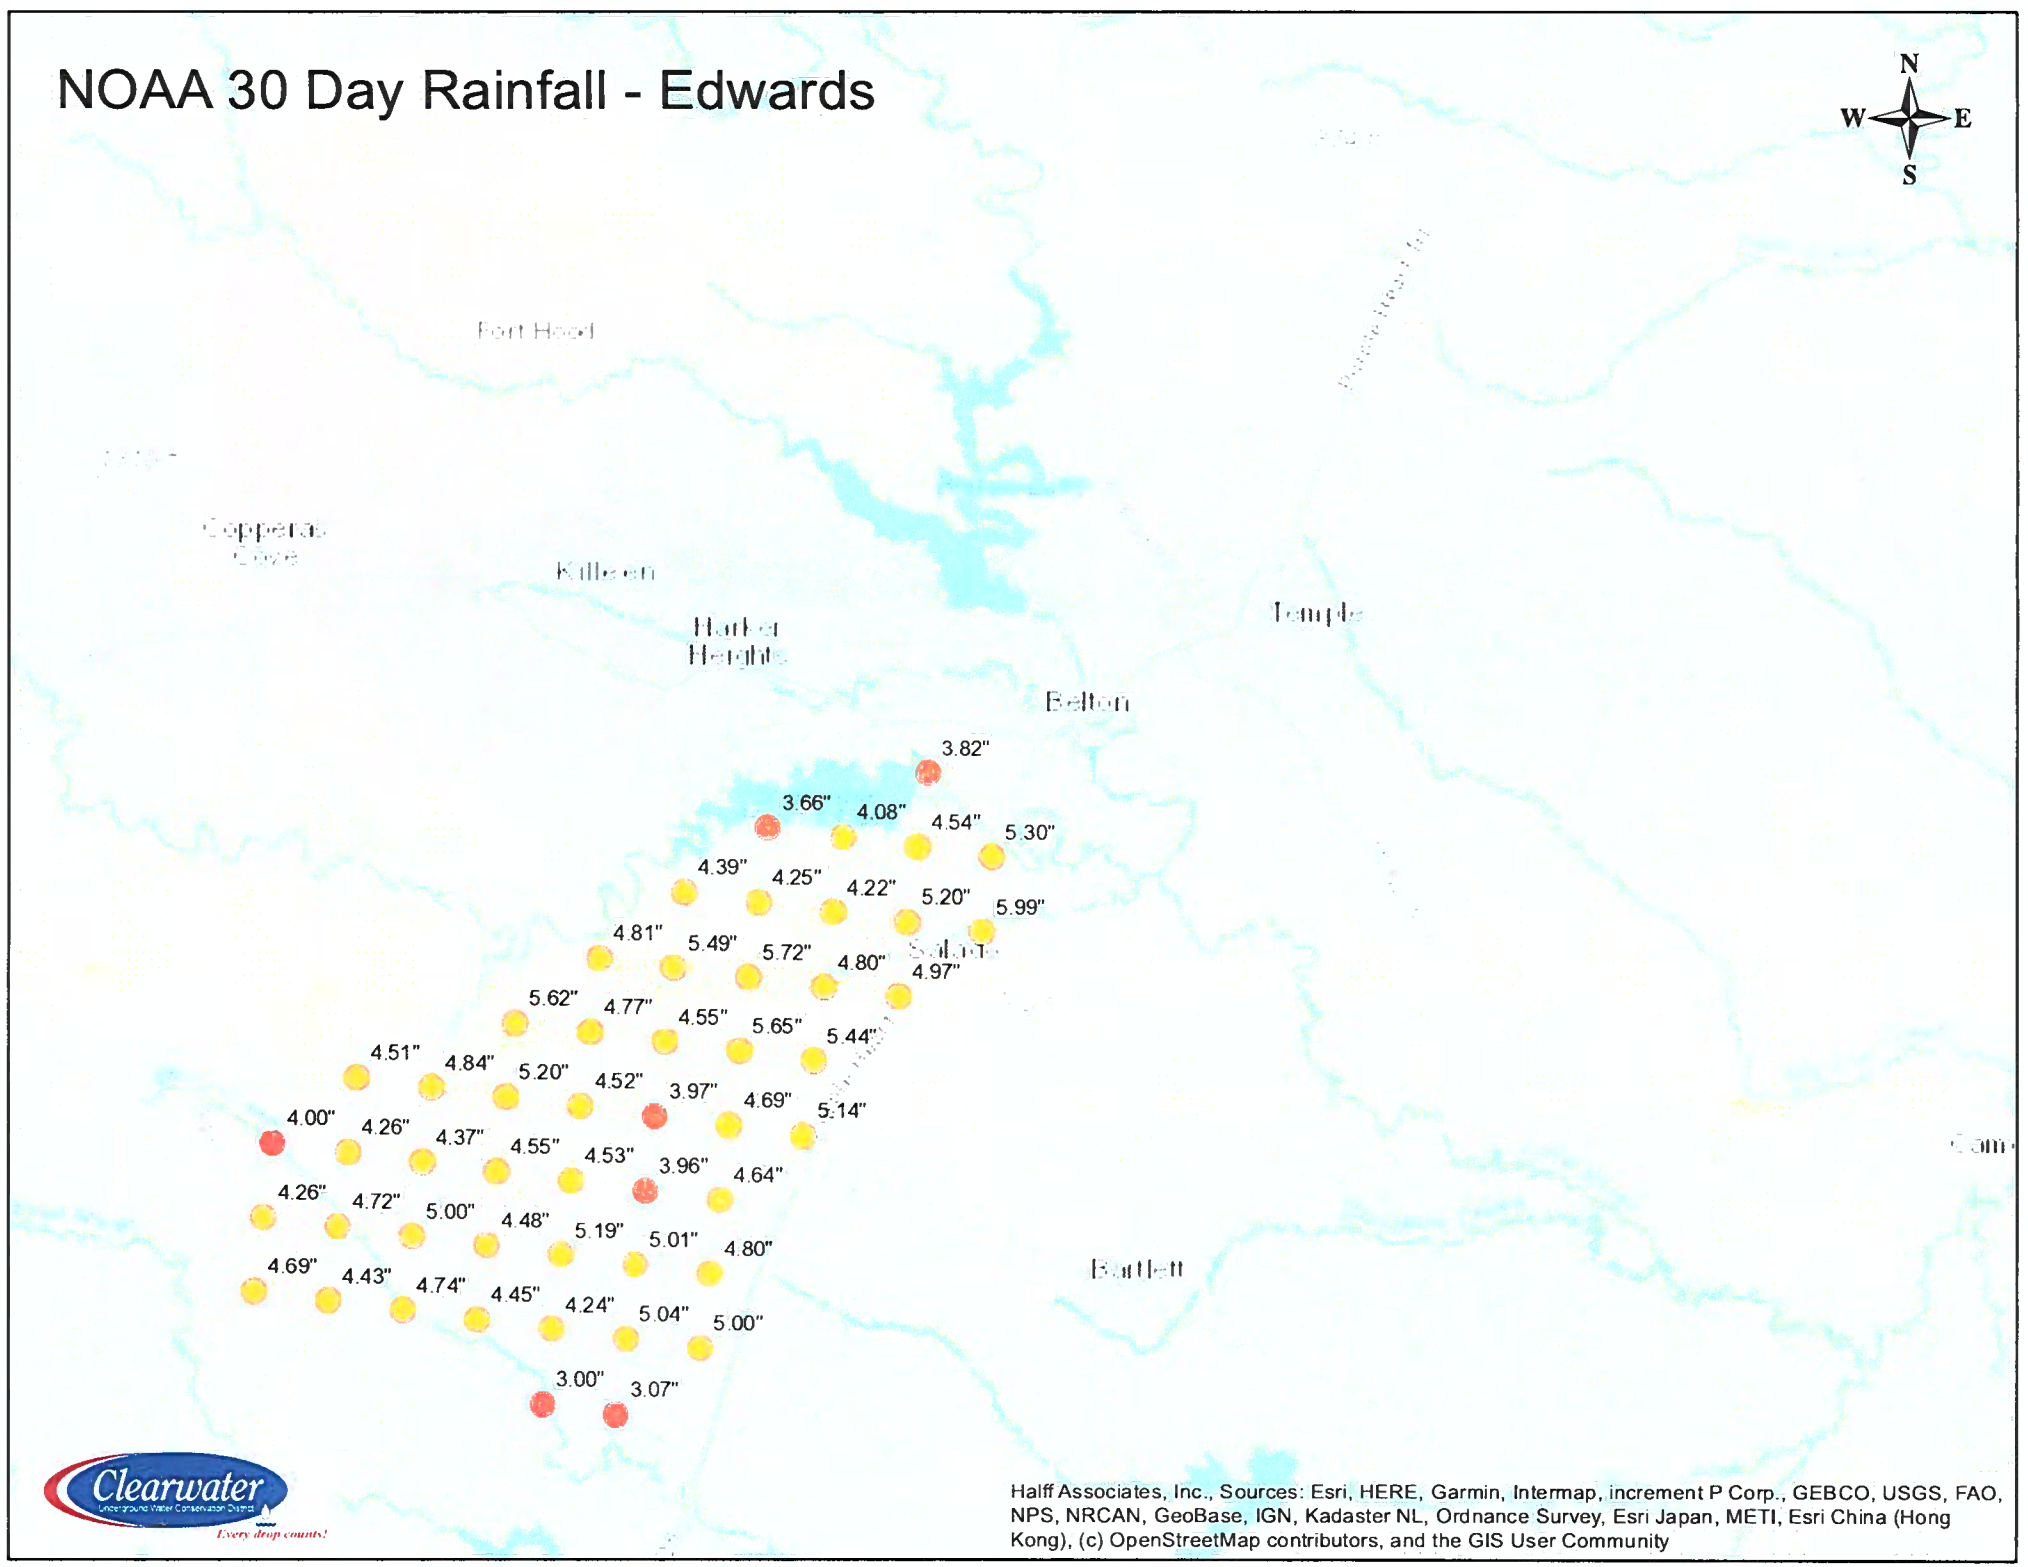 NOAA 30 Day Rainfall - Edwards
N
W E
S
Fort Hood
Copperas
Cove
Killeen
Harker
Heights
Temple
Belton
3.82"
3.66" 4.08" 4.54" 5.30"
4.39" 4.25" 4.22" 5.20" 5.99"
Salado
4.81" 5.49" 5.72" 4.80" 4.97"
5.62" 4.77" 4.55" 5.65" 5.44"
4.51" 4.84" 5.20" 4.52" 3.97" 4.69" 5.14"
4.00" 4.26" 4.37" 4.55" 4.53" 3.96" 4.64"
4.26" 4.72" 5.00" 4.48" 5.19" 5.01" 4.80"
4.69" 4.43" 4.74" 4.45" 4.24" 5.04" 5.00"
3.00" 3.07"
Bartlett
Cam
Clearwater
Underground Water Conservation District
Every drop counts!
Halff Associates, Inc., Sources: Esri, HERE, Garmin, Intermap, increment P Corp., GEBCO, USGS, FAO,
NPS, NRCAN, GeoBase, IGN, Kadaster NL, Ordnance Survey, Esri Japan, METI, Esri China (Hong
Kong), (c) OpenStreetMap contributors, and the GIS User Community